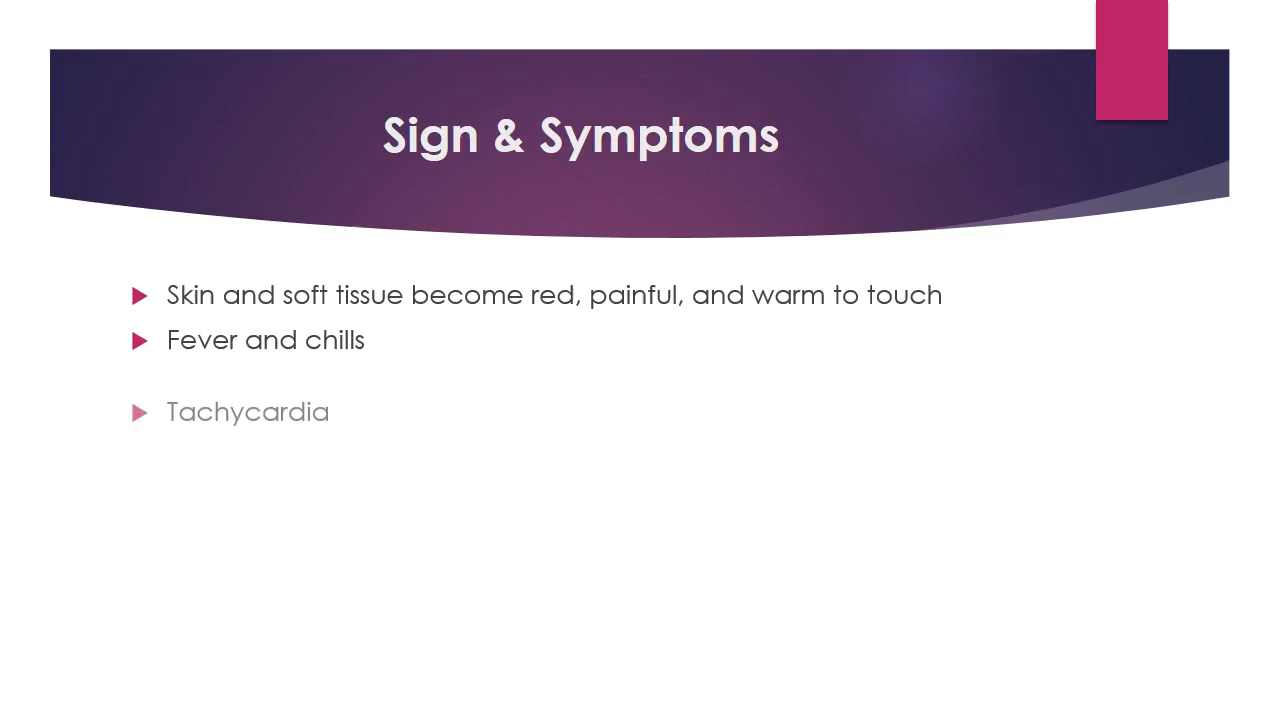 Sign & Symptoms
Skin and soft tissue become red, painful, and warm to touch
Fever and chills
Tachycardia